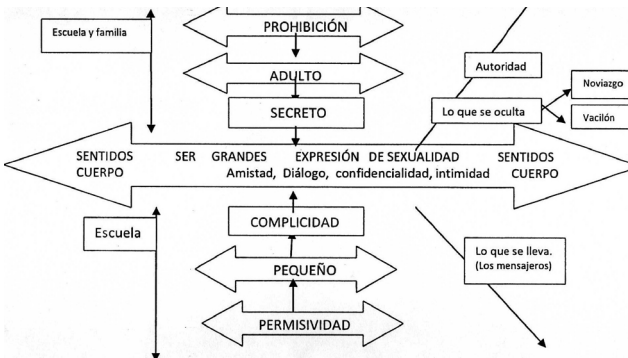 Escuela y familia
PROHIBICIÓN
ADULTO
Autoridad
SECRETO
Lo que se oculta
Noviazgo
Vacilón
SENTIDOS SER GRANDES EXPRESIÓN DE SEXUALIDAD SENTIDOS
CUERPO Amistad, Diálogo, confidencialidad, intimidad CUERPO
Escuela
COMPLICIDAD
PEQUEÑO
Lo que se lleva.
(Los mensajeros)
PERMISIVIDAD